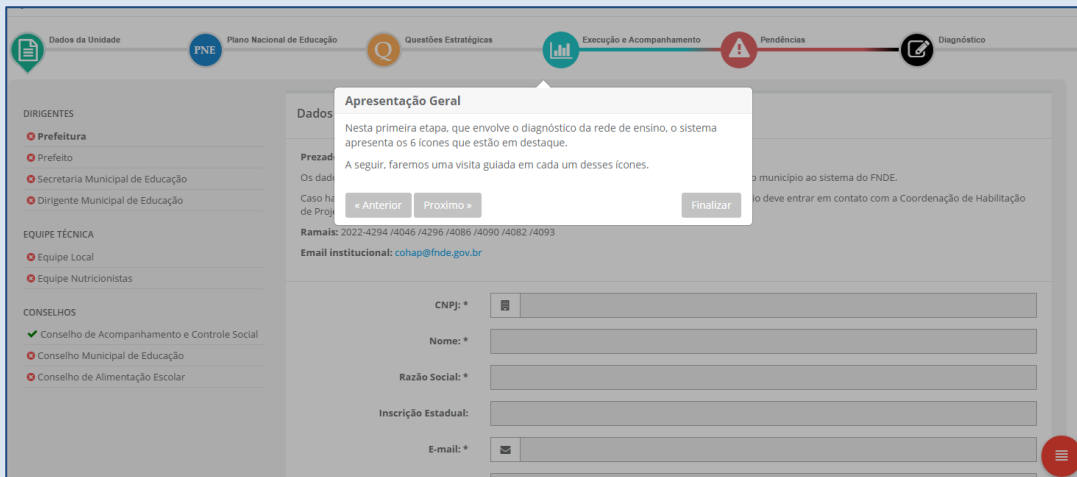 Dados da Unidade
PNE
Plano Nacional de Educação
Q
Questões Estratégicas
Execução e Acompanhamento
Pendências
Diagnóstico
DIRIGENTES
Prefeitura
Prefeito
Secretaria Municipal de Educação
Dirigente Municipal de Educação
EQUIPE TÉCNICA
Equipe Local
Equipe Nutricionistas
CONSELHOS
Conselho de Acompanhamento e Controle Social
Conselho Municipal de Educação
Conselho de Alimentação Escolar
Apresentação Geral
Nesta primeira etapa, que envolve o diagnóstico da rede de ensino, o sistema
apresenta os 6 ícones que estão em destaque.
A seguir, faremos uma visita guiada em cada um desses ícones.
« Anterior
Proximo »
Finalizar
Dados
Os
município ao sistema do FNDE.
Caso
deve entrar em contato com a Coordenação de Habilitação
de
Ramais: 2022-4294 /4046 /4296 /4086 /4090 /4082 /4093
Email institucional: cohap@fnde.gov.br
CNPJ: *
Nome: *
Razão Social: *
Inscrição Estadual:
E-mail: *